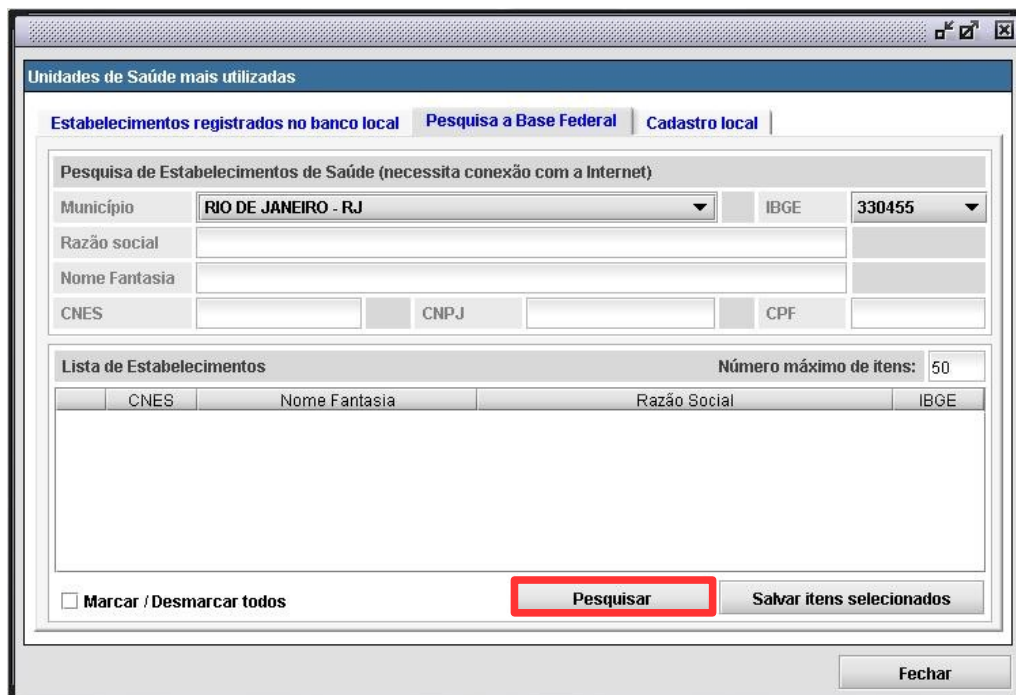 Unidades de Saúde mais utilizadas
Estabelecimentos registrados no banco local Pesquisa a Base Federal Cadastro local
Pesquisa de Estabelecimentos de Saúde (necessita conexão com a Internet)
Município RIO DE JANEIRO - RJ IBGE 330455
Razão social
Nome Fantasia
CNES CNPJ CPF
Lista de Estabelecimentos Número máximo de itens: 50
CNES Nome Fantasia Razão Social IBGE
Marcar / Desmarcar todos Pesquisar Salvar itens selecionados
Fechar